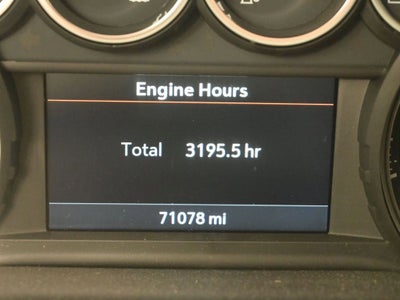 Engine Hours
Total 3195.5 hr
71078 mi